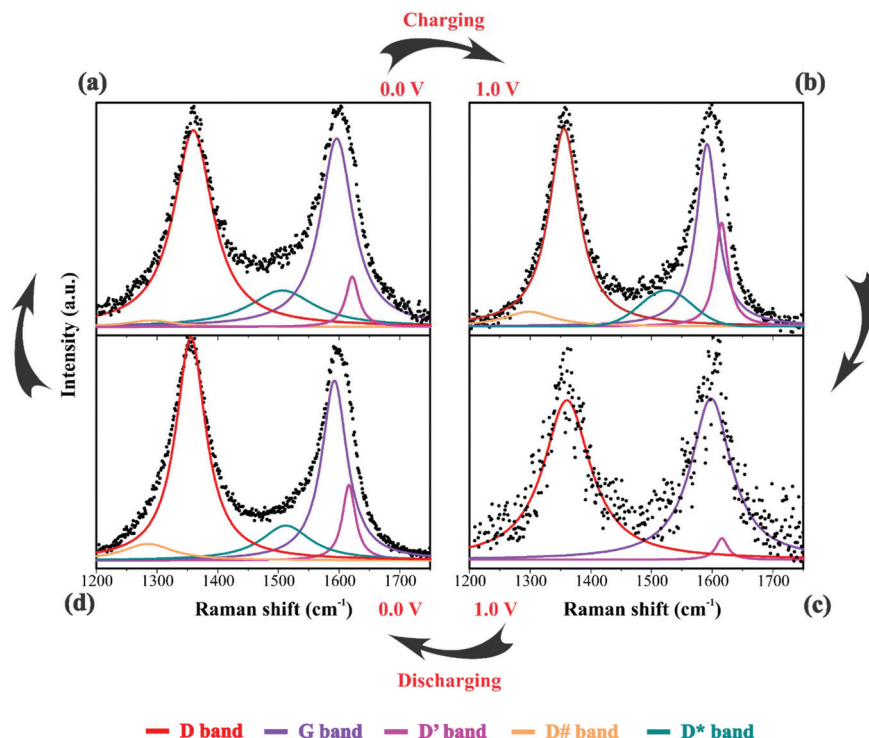 Charging
(a) 0.0 V 1.0 V (b)
Intensity (a.u.)
1200 1300 1400 1500 1600 1700 1200 1300 1400 1500 1600 1700
Raman shift (cm⁻¹) Raman shift (cm⁻¹)
(d) 0.0 V 1.0 V (c)
Discharging
D band G band D' band D# band D* band